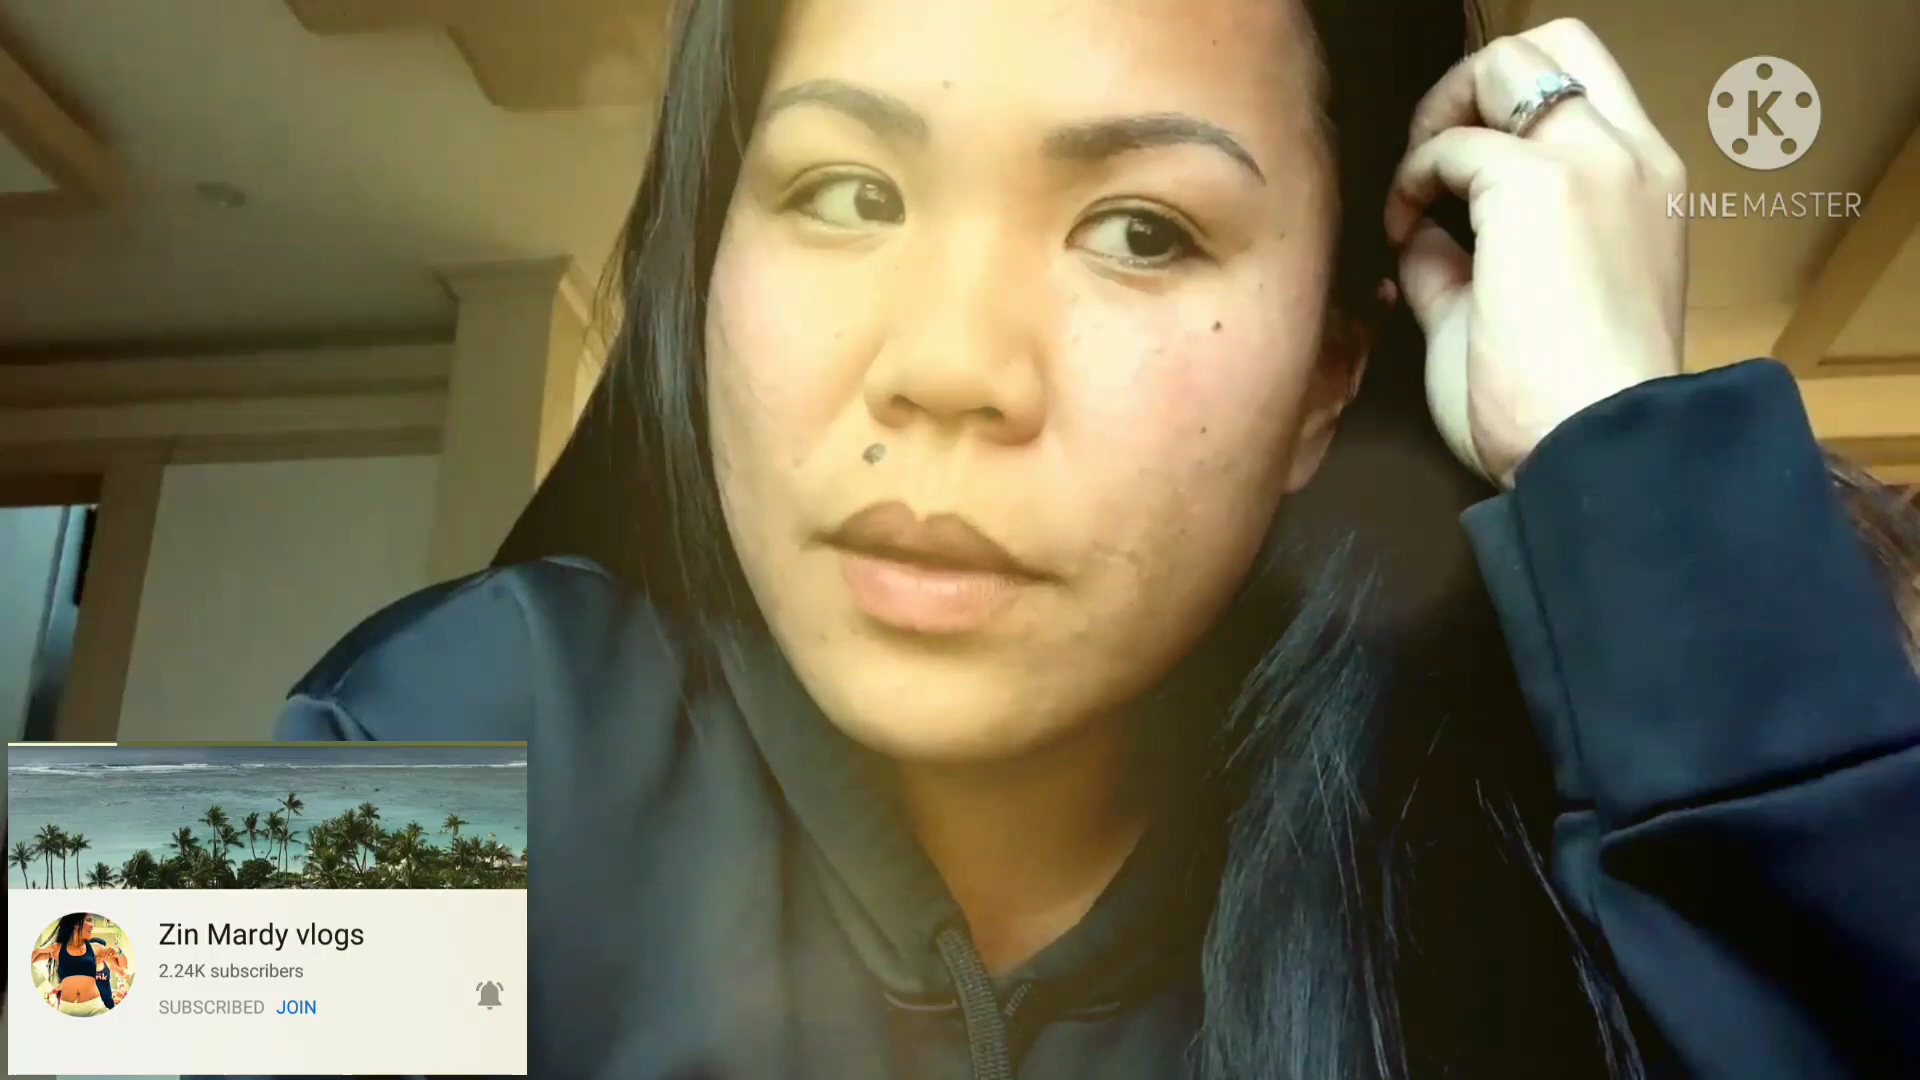 K
KINEMASTER
Zin Mardy vlogs
2.24K subscribers
SUBSCRIBED JOIN